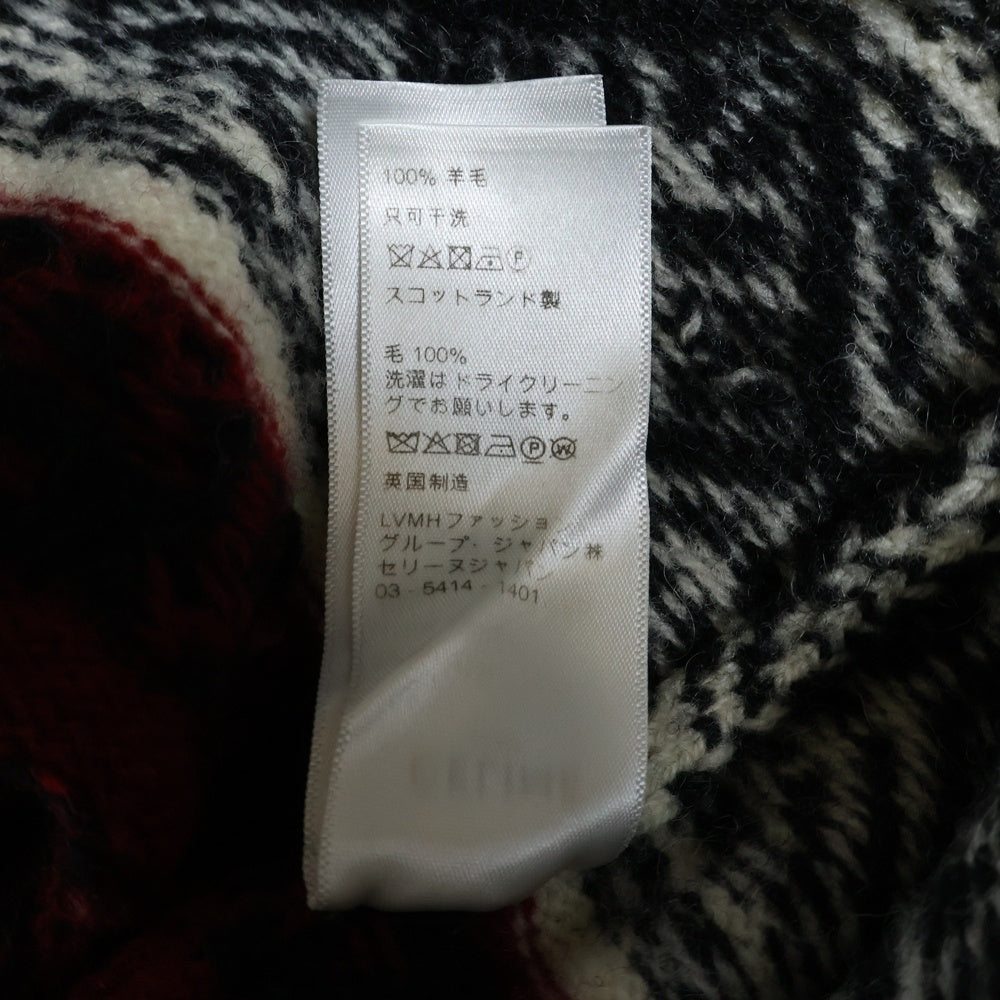 100% 羊毛
只可干洗
P
スコットランド製
毛 100%
洗濯はドライクリーニン
グでお願いします。
P W
英国制造
LVMHファッショ
グループ・ジャパン株
セリーヌジャパン
03 - 5414 - 1401